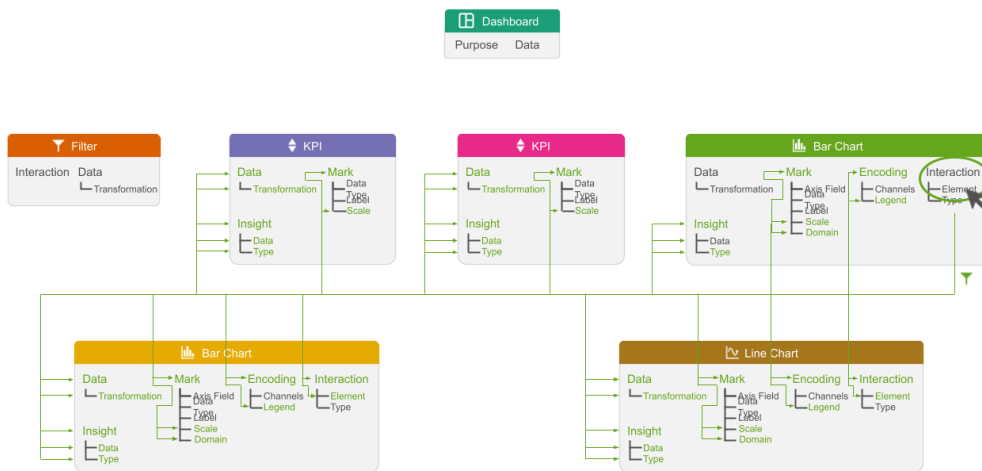 Dashboard
Purpose Data
Filter
Interaction Data
Transformation
KPI
Data Mark
Transformation
Data Type
Label
Scale
Insight
Data
Type
KPI
Data Mark
Transformation
Data Type
Label
Scale
Insight
Data
Type
Bar Chart
Data Mark Encoding Interaction
Transformation Axis Field Channels Element
Data Type Legend Type
Label
Scale
Domain
Insight
Data
Type
Bar Chart
Data Mark Encoding Interaction
Transformation Axis Field Channels Element
Data Type Legend Type
Label
Scale
Domain
Insight
Data
Type
Line Chart
Data Mark Encoding Interaction
Transformation Axis Field Channels Element
Data Type Legend Type
Label
Scale
Domain
Insight
Data
Type